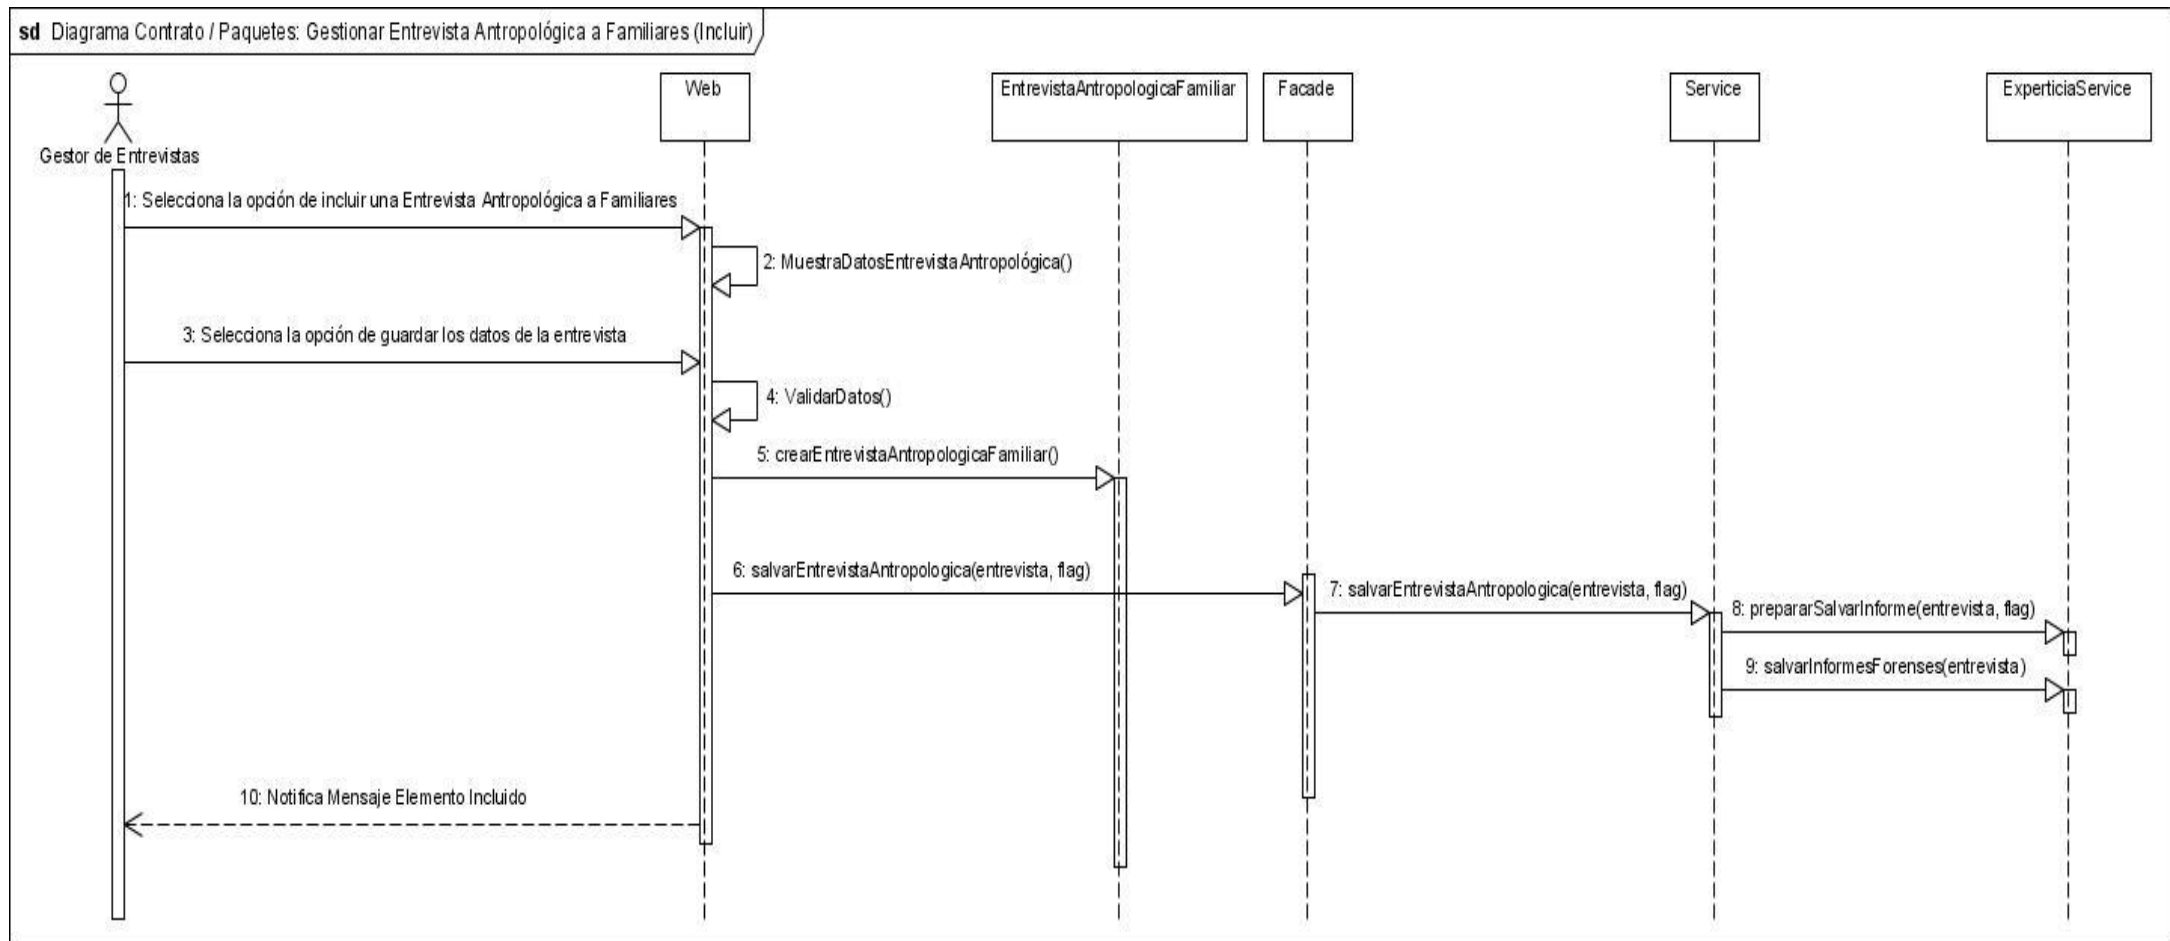 sd Diagrama Contrato / Paquetes: Gestionar Entrevista Antropológica a Familiares (Incluir)
Gestor de Entrevistas
Web
EntrevistaAntropologicaFamiliar
Facade
Service
ExperticiaService
1: Selecciona la opción de incluir una Entrevista Antropológica a Familiares
2: MuestraDatosEntrevistaAntropológica()
3: Selecciona la opción de guardar los datos de la entrevista
4: ValidarDatos()
5: crearEntrevistaAntropologicaFamiliar()
6: salvarEntrevistaAntropologica(entrevista, flag)
7: salvarEntrevistaAntropologica(entrevista, flag)
8: prepararSalvarInforme(entrevista, flag)
9: salvarInformesForenses(entrevista)
10: Notifica Mensaje Elemento Incluido